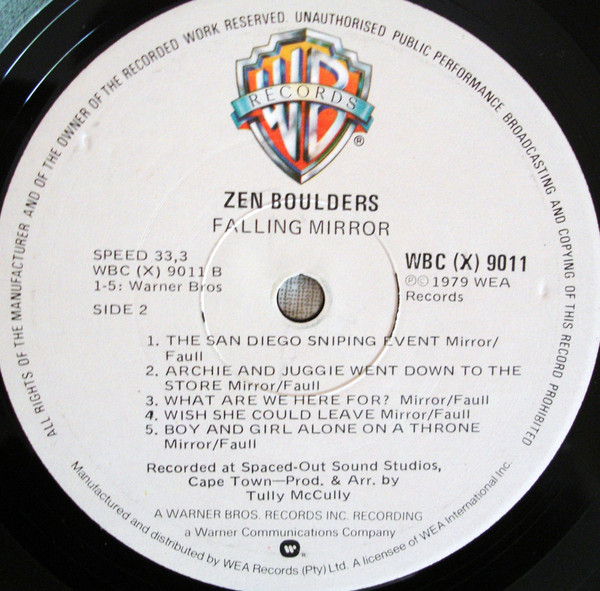 ALL RIGHTS OF THE MANUFACTURER AND OF THE OWNER OF THE RECORDED WORK RESERVED. UNAUTHORISED PUBLIC PERFORMANCE BROADCASTING AND COPYING OF THIS RECORD PROHIBITED
WB
RECORDS
®
ZEN BOULDERS
FALLING MIRROR
SPEED 33,3
WBC (X) 9011 B
1-5: Warner Bros
SIDE 2
WBC (X) 9011
℗© 1979 WEA
Records
1. THE SAN DIEGO SNIPING EVENT Mirror/
Faull
2. ARCHIE AND JUGGIE WENT DOWN TO THE
STORE Mirror/Faull
3. WHAT ARE WE HERE FOR? Mirror/Faull
4. WISH SHE COULD LEAVE Mirror/Faull
5. BOY AND GIRL ALONE ON A THRONE
Mirror/Faull
Recorded at Spaced-Out Sound Studios,
Cape Town—Prod. & Arr. by
Tully McCully
A WARNER BROS. RECORDS INC. RECORDING
a Warner Communications Company
Manufactured and distributed by WEA Records (Pty) Ltd. A licensee of WEA International Inc.